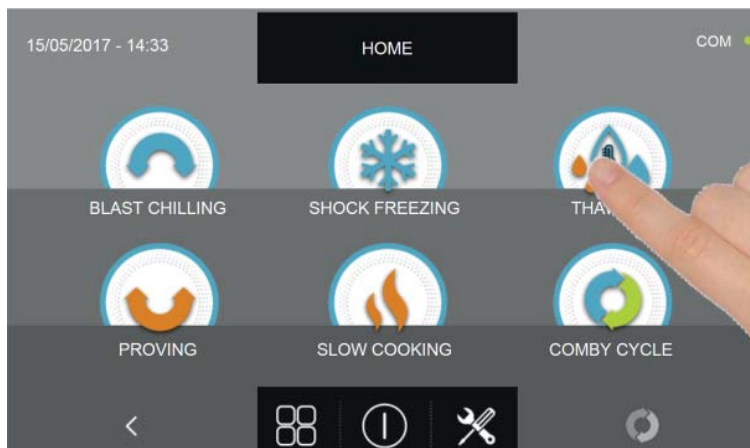 15/05/2017 - 14:33
HOME
COM
BLAST CHILLING
SHOCK FREEZING
PROVING
SLOW COOKING
COMBY CYCLE